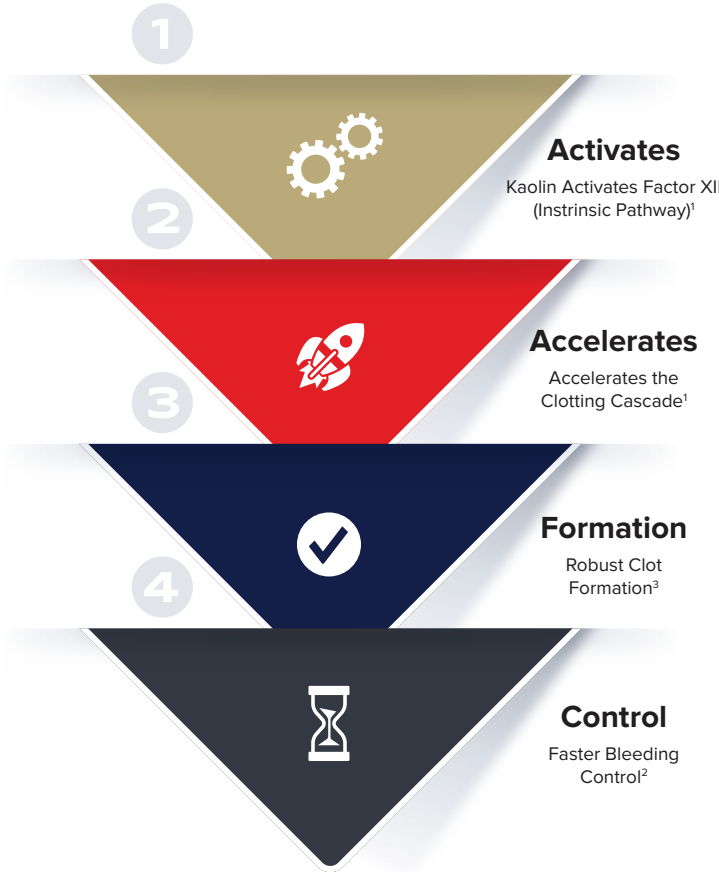 1
Activates
Kaolin Activates Factor XII
(Instrinsic Pathway)¹
2
Accelerates
Accelerates the
Clotting Cascade¹
3
Formation
Robust Clot
Formation³
4
Control
Faster Bleeding
Control²